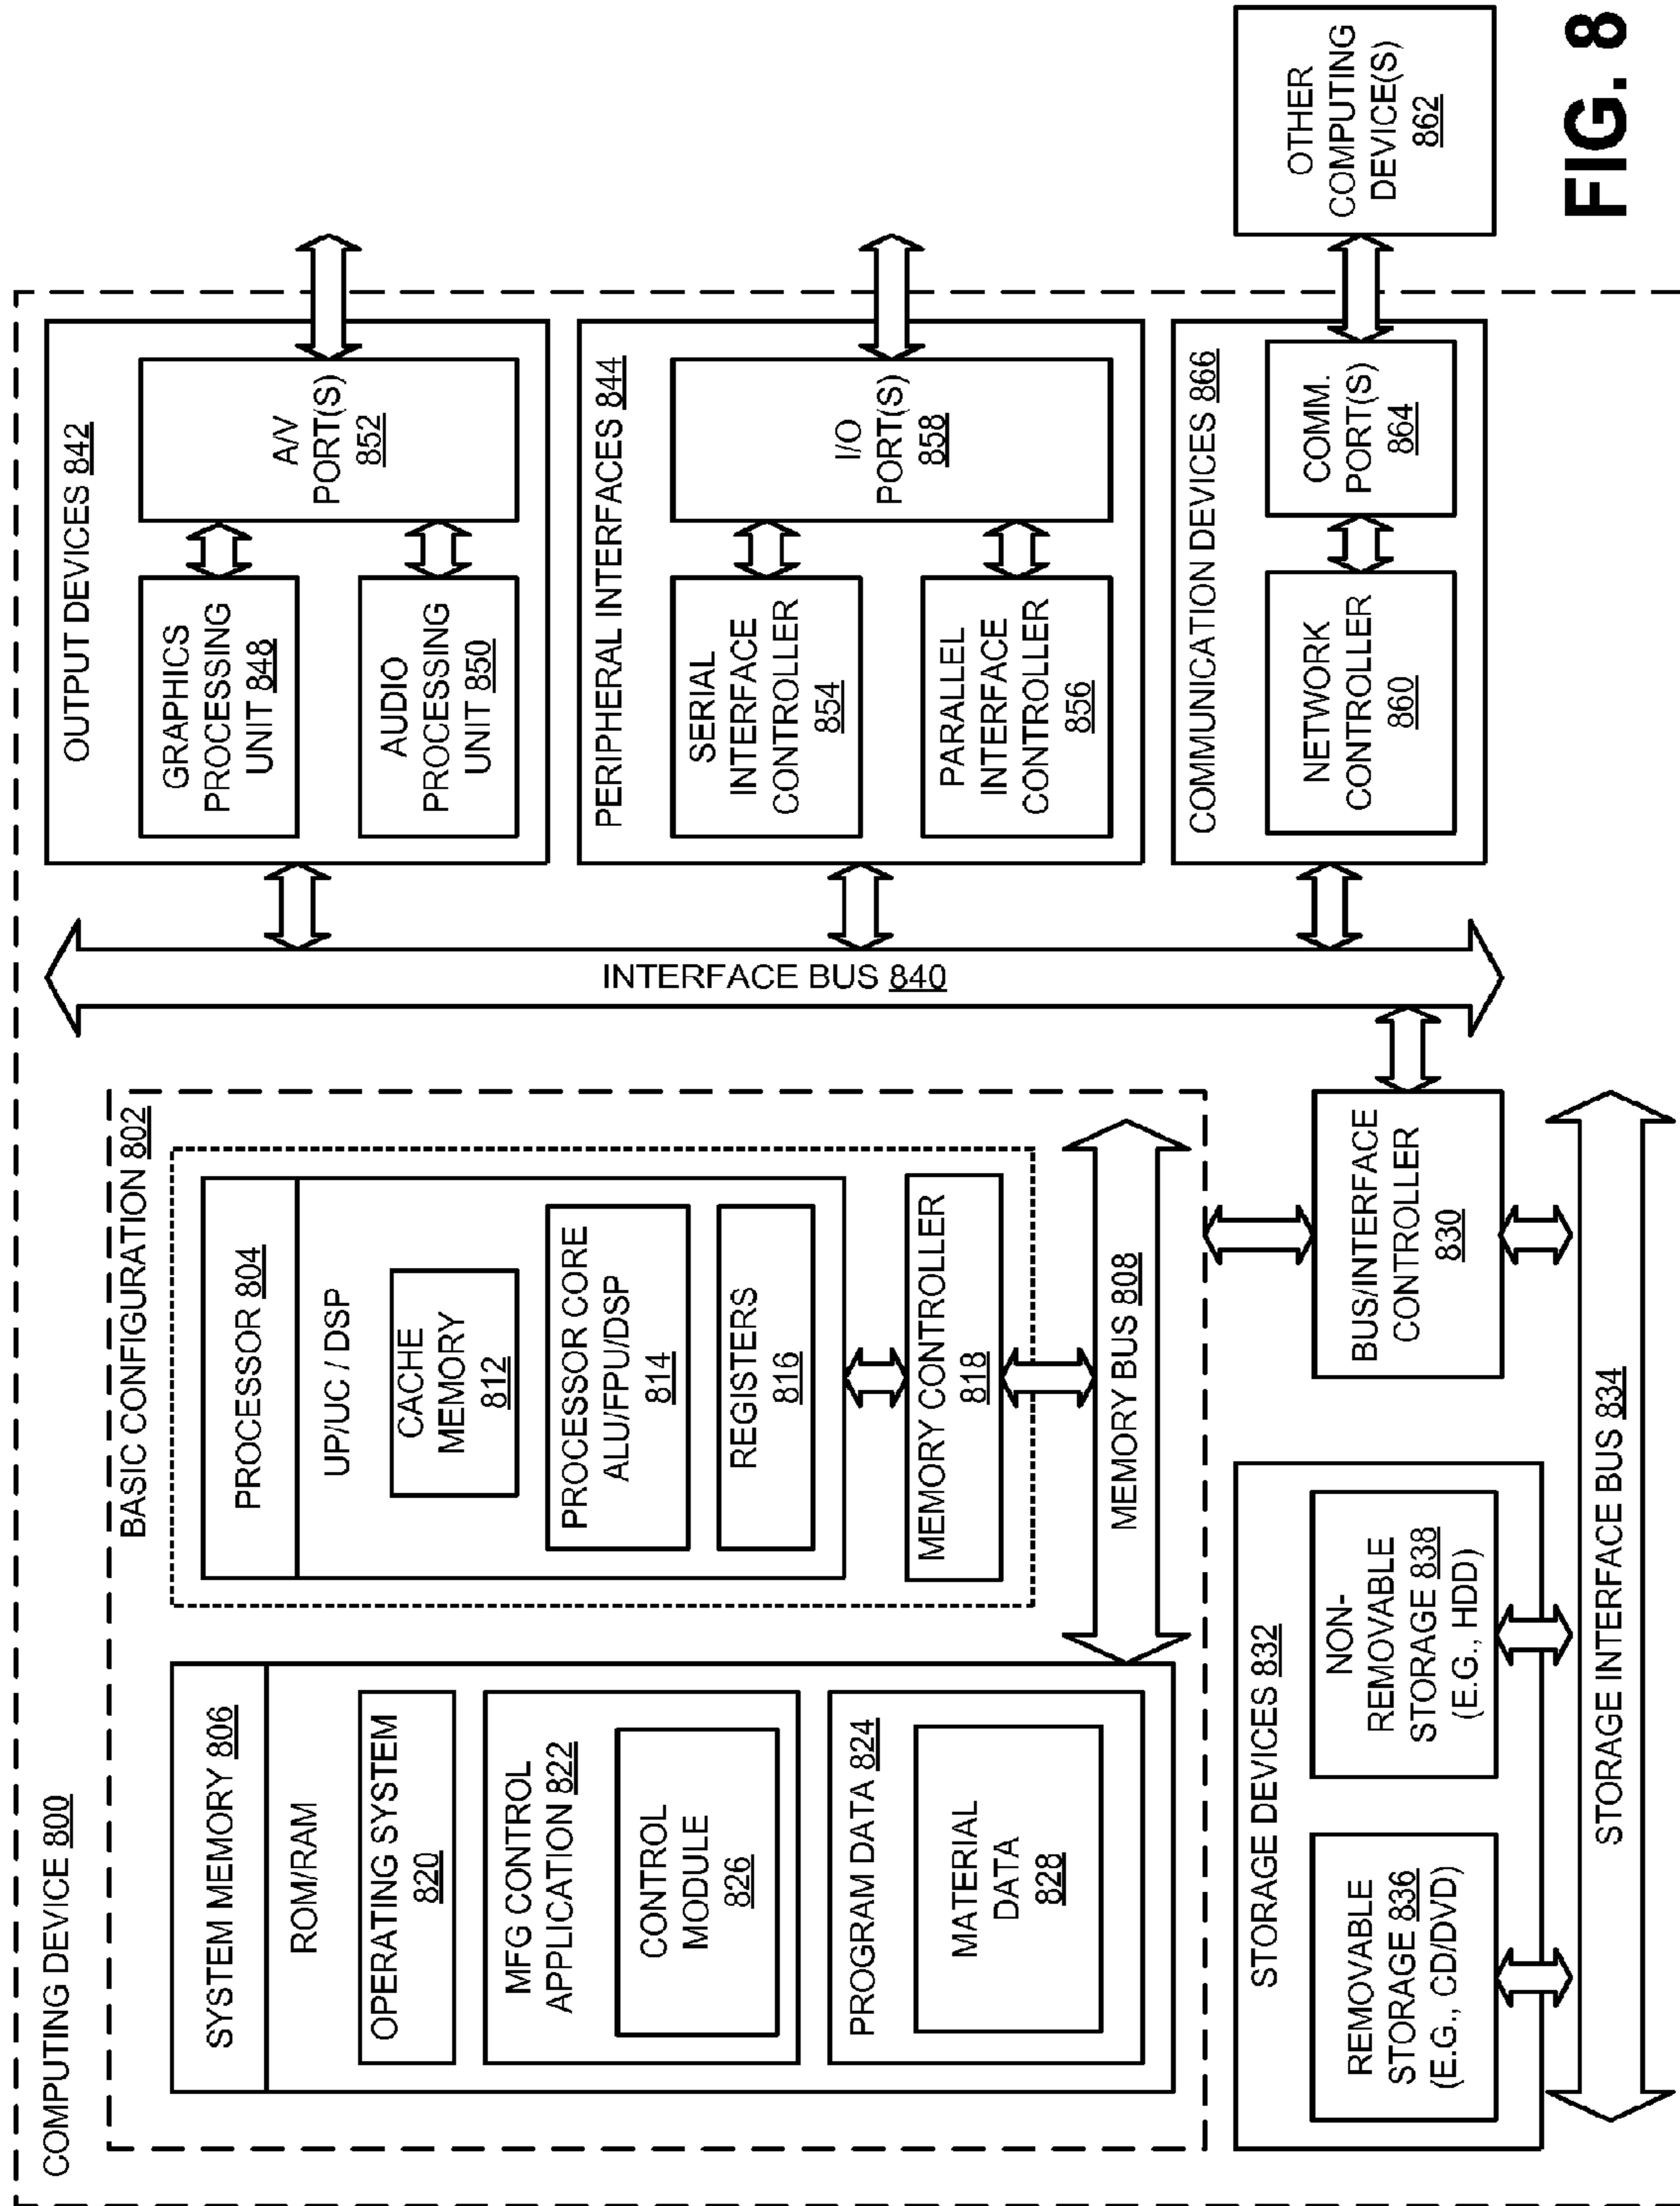 COMPUTING DEVICE 800
BASIC CONFIGURATION 802
SYSTEM MEMORY 806
ROM/RAM
OPERATING SYSTEM
820
MFG CONTROL
APPLICATION 822
CONTROL
MODULE
826
PROGRAM DATA 824
MATERIAL
DATA
828
PROCESSOR 804
UP/UC / DSP
CACHE
MEMORY
812
PROCESSOR CORE
ALU/FPU/DSP
814
REGISTERS
816
MEMORY CONTROLLER
818
MEMORY BUS 808
STORAGE DEVICES 832
REMOVABLE
STORAGE 836
(E.G., CD/DVD)
NON-
REMOVABLE
STORAGE 838
(E.G., HDD)
BUS/INTERFACE
CONTROLLER
830
STORAGE INTERFACE BUS 834
INTERFACE BUS 840
OUTPUT DEVICES 842
GRAPHICS
PROCESSING
UNIT 848
AUDIO
PROCESSING
UNIT 850
A/V
PORT(S)
852
PERIPHERAL INTERFACES 844
SERIAL
INTERFACE
CONTROLLER
854
PARALLEL
INTERFACE
CONTROLLER
856
I/O
PORT(S)
858
COMMUNICATION DEVICES 866
NETWORK
CONTROLLER
860
COMM.
PORT(S)
864
OTHER
COMPUTING
DEVICE(S)
862
FIG. 8